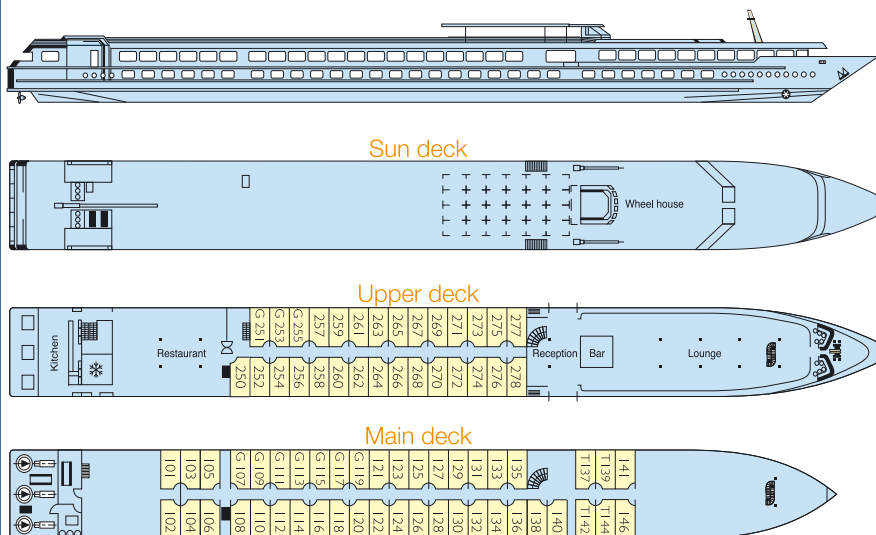 Sun deck
Wheel house
Upper deck
G 251 G 253 G 255 257 259 261 263 265 267 269 271 273 275 277
Kitchen Restaurant Reception Bar Lounge
250 252 254 256 258 260 262 264 266 268 270 272 274 276 278
Main deck
101 103 105 G 107 G 109 G 111 G 113 G 115 G 117 G 119 121 123 125 127 129 131 133 135 T137 T139 141
102 104 106 108 110 112 114 116 118 120 122 124 126 128 130 132 134 136 138 140 T142 T144 146